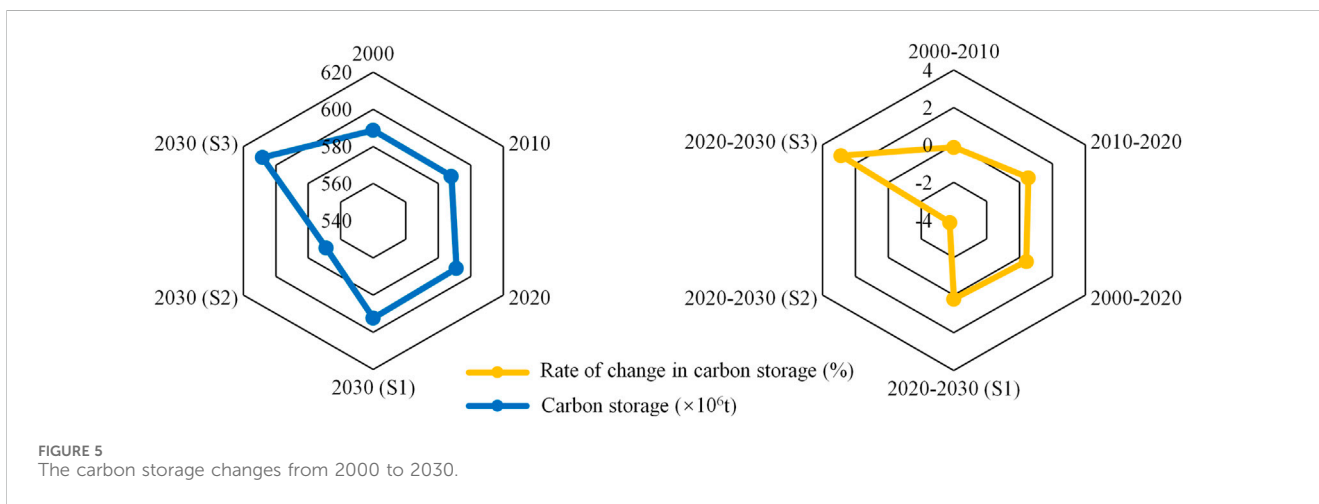 2000
620
600
580
560
540
2010
2020
2030 (S1)
2030 (S2)
2030 (S3)
2000-2010
4
2
0
-2
-4
2010-2020
2000-2020
2020-2030 (S1)
2020-2030 (S2)
2020-2030 (S3)
Rate of change in carbon storage (%)
Carbon storage (×10⁶t)
FIGURE 5
The carbon storage changes from 2000 to 2030.